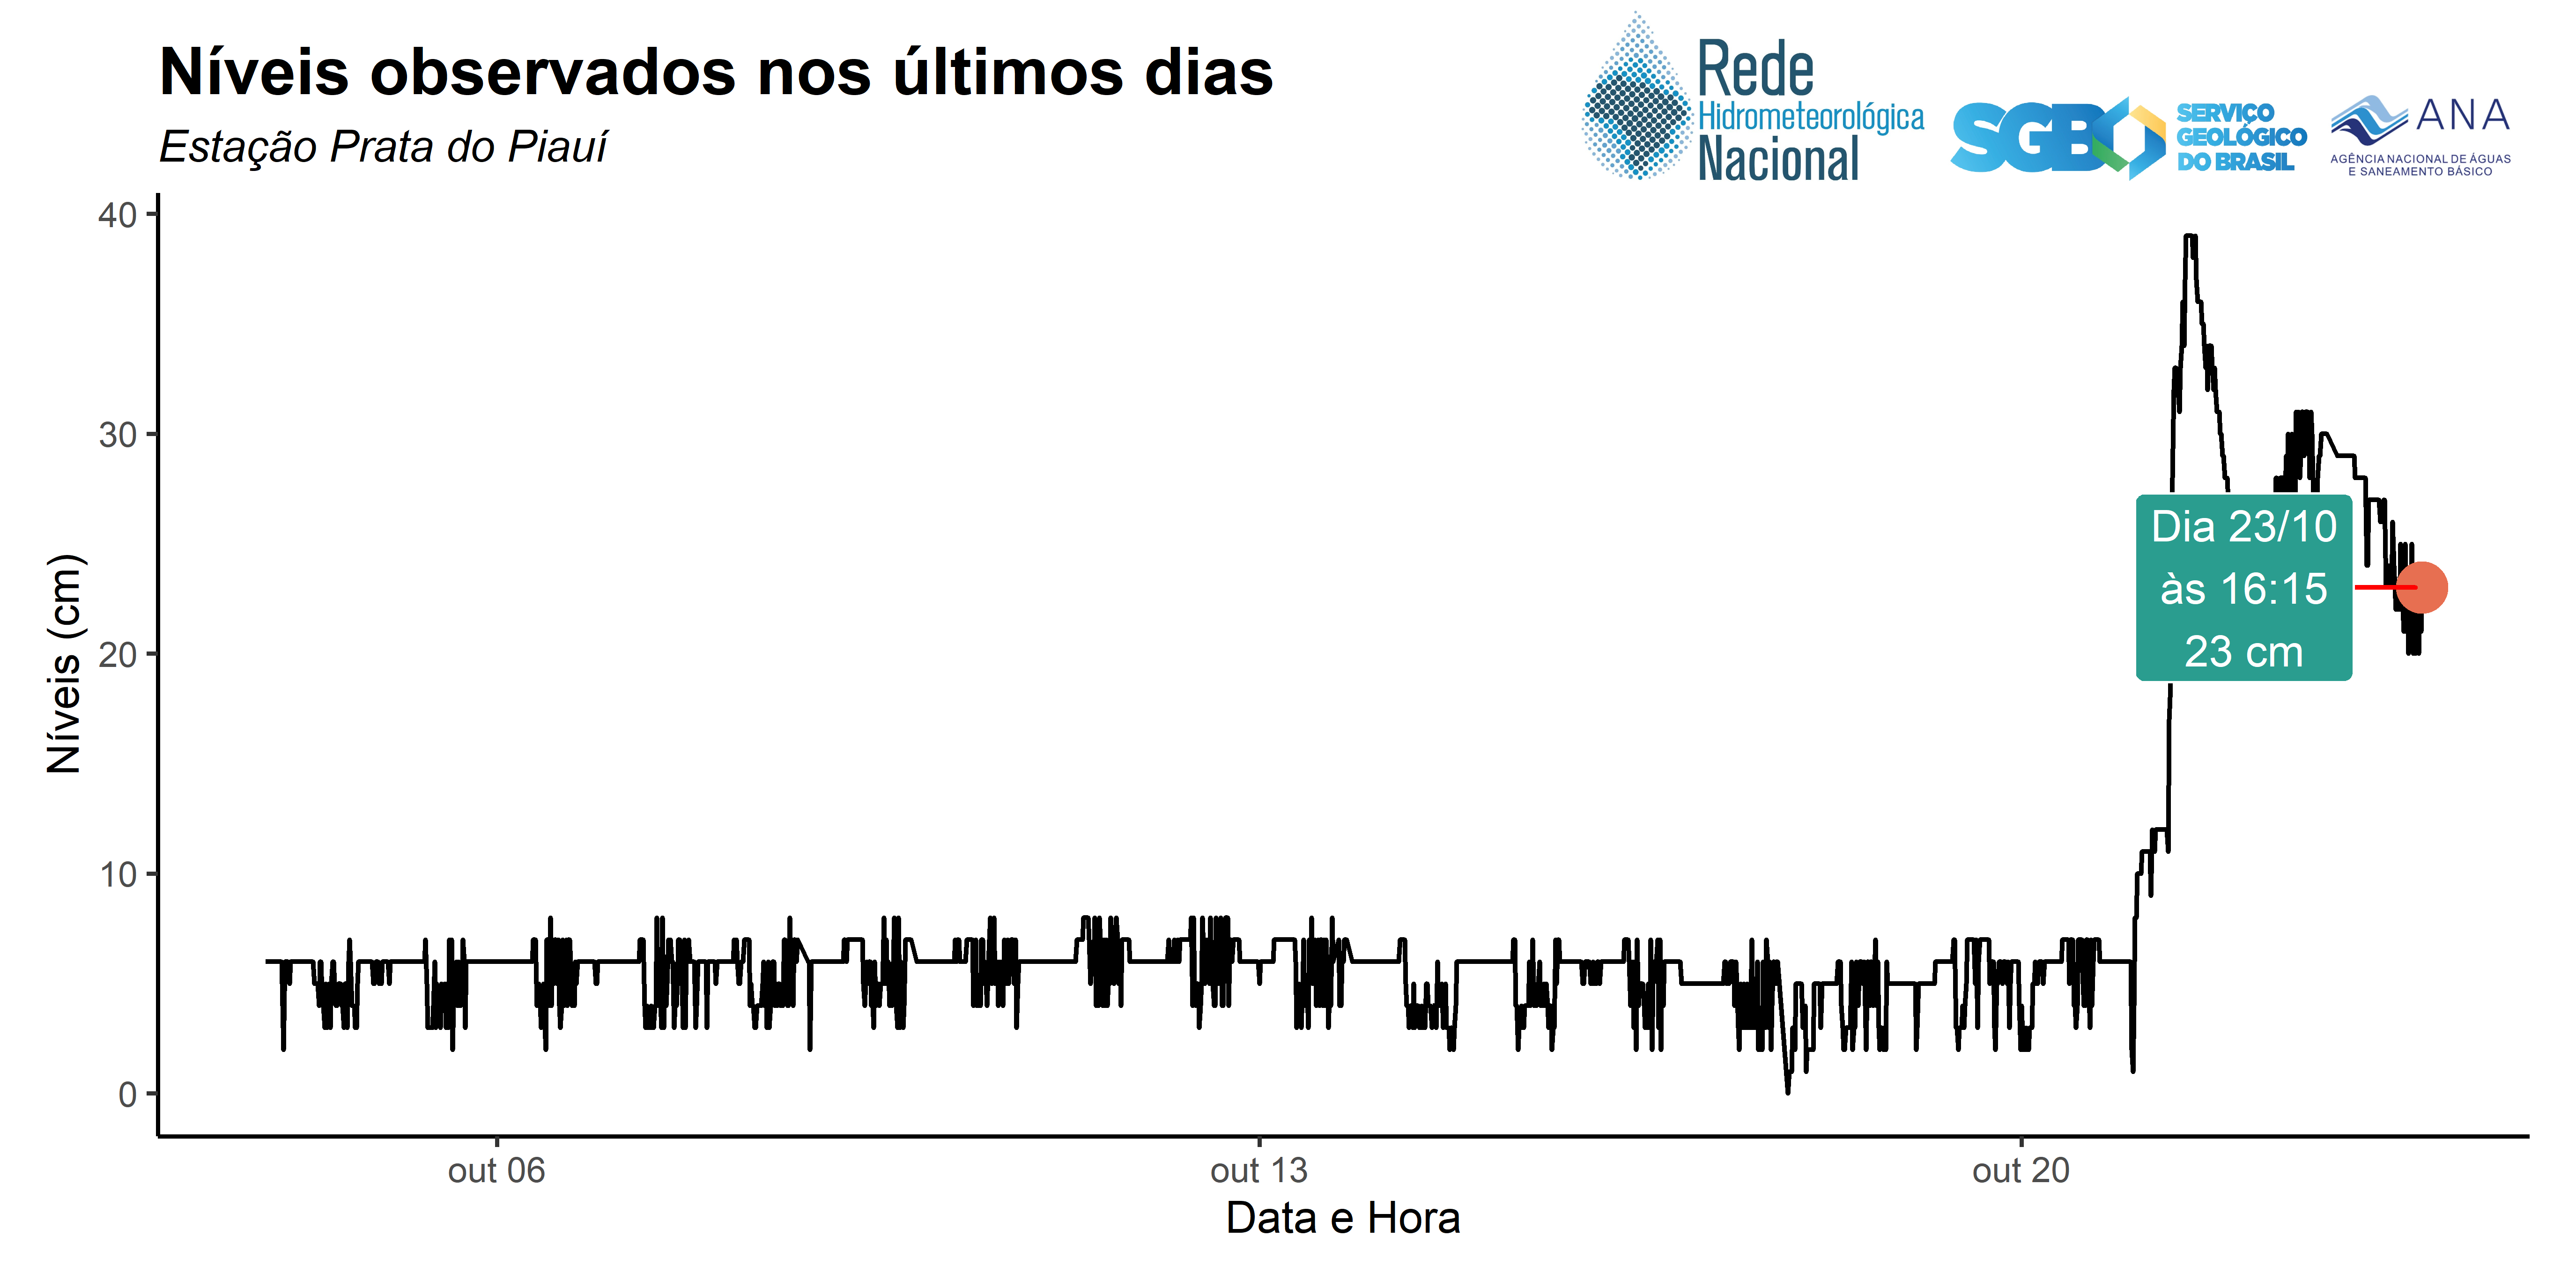 Níveis observados nos últimos dias
Estação Prata do Piauí
Rede
Hidrometeorológica
Nacional
SGB
SERVIÇO
GEOLÓGICO
DO BRASIL
ANA
AGÊNCIA NACIONAL DE ÁGUAS
E SANEAMENTO BÁSICO
Níveis (cm)
40
30
20
10
0
Dia 23/10
às 16:15
23 cm
out 06
out 13
out 20
Data e Hora